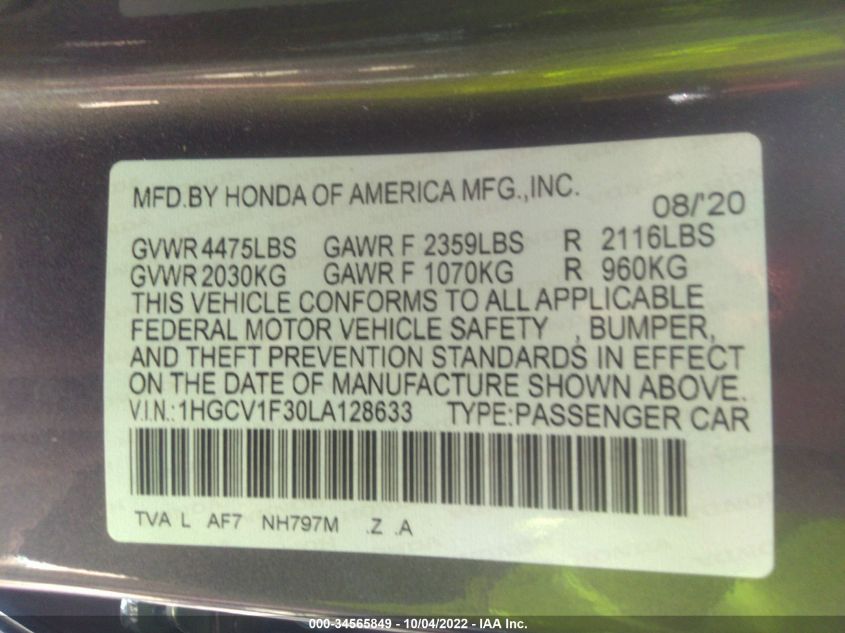 MFD.BY HONDA OF AMERICA MFG.,INC.
08/'20
GVWR 4475LBS GAWR F 2359LBS R 2116LBS
GVWR 2030KG GAWR F 1070KG R 960KG
THIS VEHICLE CONFORMS TO ALL APPLICABLE
FEDERAL MOTOR VEHICLE SAFETY , BUMPER,
AND THEFT PREVENTION STANDARDS IN EFFECT
ON THE DATE OF MANUFACTURE SHOWN ABOVE.
V.I.N.:1HGCV1F30LA128633 TYPE:PASSENGER CAR
TVA L AF7 NH797M .Z .A
000-34565849 - 10/04/2022 - IAA Inc.